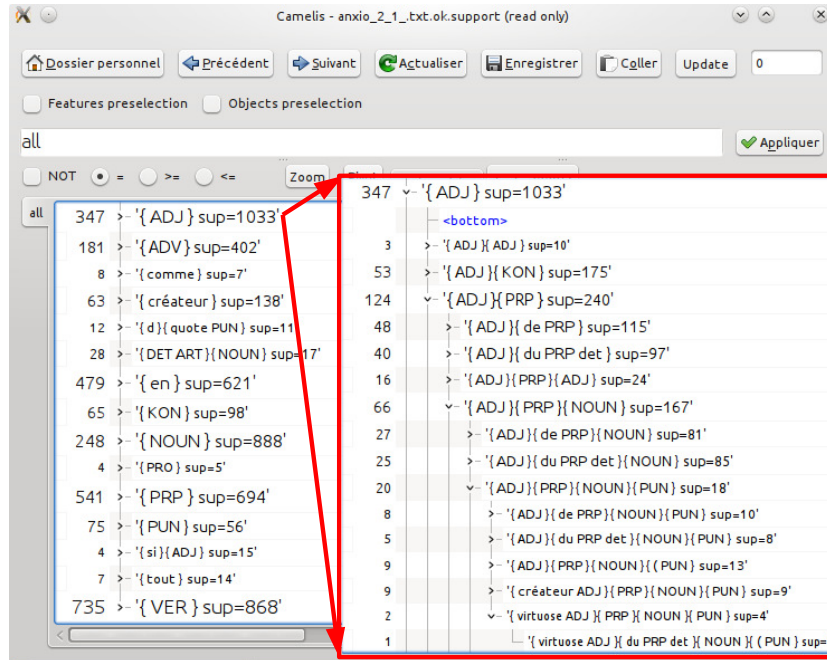 Camelis - anxio_2_1_.txt.ok.support (read only)
Dossier personnel Précédent Suivant Actualiser Enregistrer Coller Update 0
Features preselection Objects preselection
all
Appliquer
NOT = >= <= Zoom
all
347 '{ ADJ } sup=1033'
181 '{ADV} sup=402'
8 '{ comme } sup=7'
63 '{ créateur } sup=138'
12 '{ d }{ quote PUN } sup=11
28 '{DET ART}{NOUN } sup=17'
479 '{ en } sup=621'
65 '{ KON } sup=98'
248 '{ NOUN } sup=888'
4 '{ PRO } sup=5'
541 '{ PRP } sup=694'
75 '{ PUN } sup=56'
4 '{ si }{ ADJ } sup=15'
7 '{ tout } sup=14'
735 '{ VER } sup=868'
347 '{ ADJ } sup=1033'
<bottom>
3 '{ ADJ }{ ADJ } sup=10'
53 '{ ADJ }{ KON } sup=175'
124 '{ADJ }{ PRP } sup=240'
48 '{ ADJ }{ de PRP } sup=115'
40 '{ ADJ }{ du PRP det } sup=97'
16 '{ADJ }{ PRP }{ADJ } sup=24'
66 '{ ADJ }{ PRP }{ NOUN } sup=167'
27 '{ADJ }{ de PRP }{ NOUN } sup=81'
25 '{ADJ }{ du PRP det }{ NOUN } sup=85'
20 '{ADJ }{PRP }{NOUN }{ PUN } sup=18'
8 '{ ADJ }{ de PRP }{ NOUN }{ PUN } sup=10'
5 '{ ADJ }{ du PRP det }{ NOUN }{ PUN } sup=8'
9 '{ ADJ }{ PRP }{ NOUN }{ ( PUN } sup=13'
9 '{ créateur ADJ }{ PRP }{ NOUN }{ PUN } sup=9'
2 '{ virtuose ADJ }{ PRP }{ NOUN }{ PUN } sup=4'
1 '{ virtuose ADJ }{ du PRP det }{ NOUN }{ ( PUN } sup=